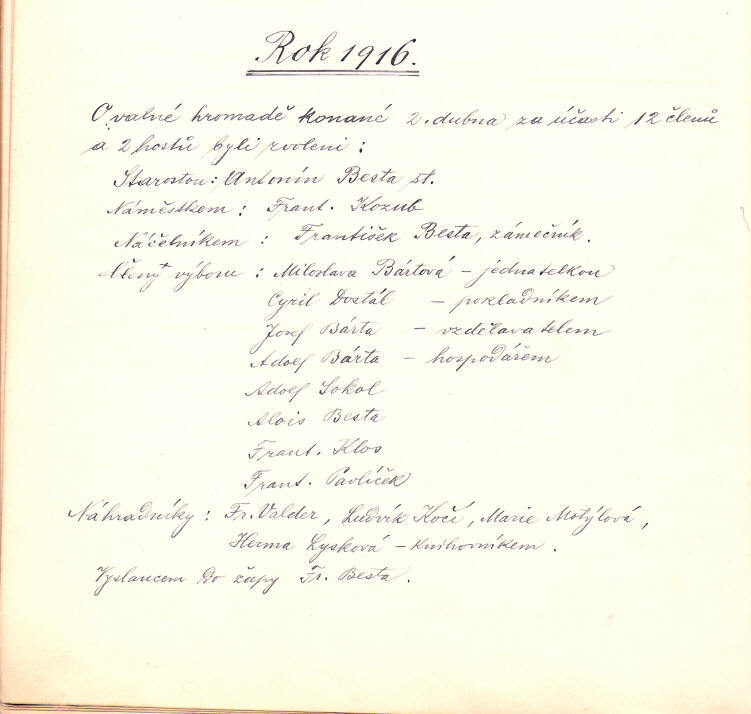 Rok 1916.
O valné hromadě konané 2. dubna za účasti 12 členů
a 2 hostů byli zvoleni :
Starostou : Antonín Besta st.
Náměstkem : Frant. Kozub
Náčelníkem : František Besta, zámečník.
Členy výboru : Miloslava Bártová – jednatelkou
Cyril Dostál – pokladníkem
Josef Bárta – vzdělavatelem
Adolf Bárta – hospodářem
Adolf Sokol
Alois Besta
Frant. Klos
Frant. Pavlíček
Náhradníky : Fr. Valder, Ludvík Kočí, Marie Motýlová,
Herma Lysková – knihovníkem.
Vyslancem do župy Fr. Besta.